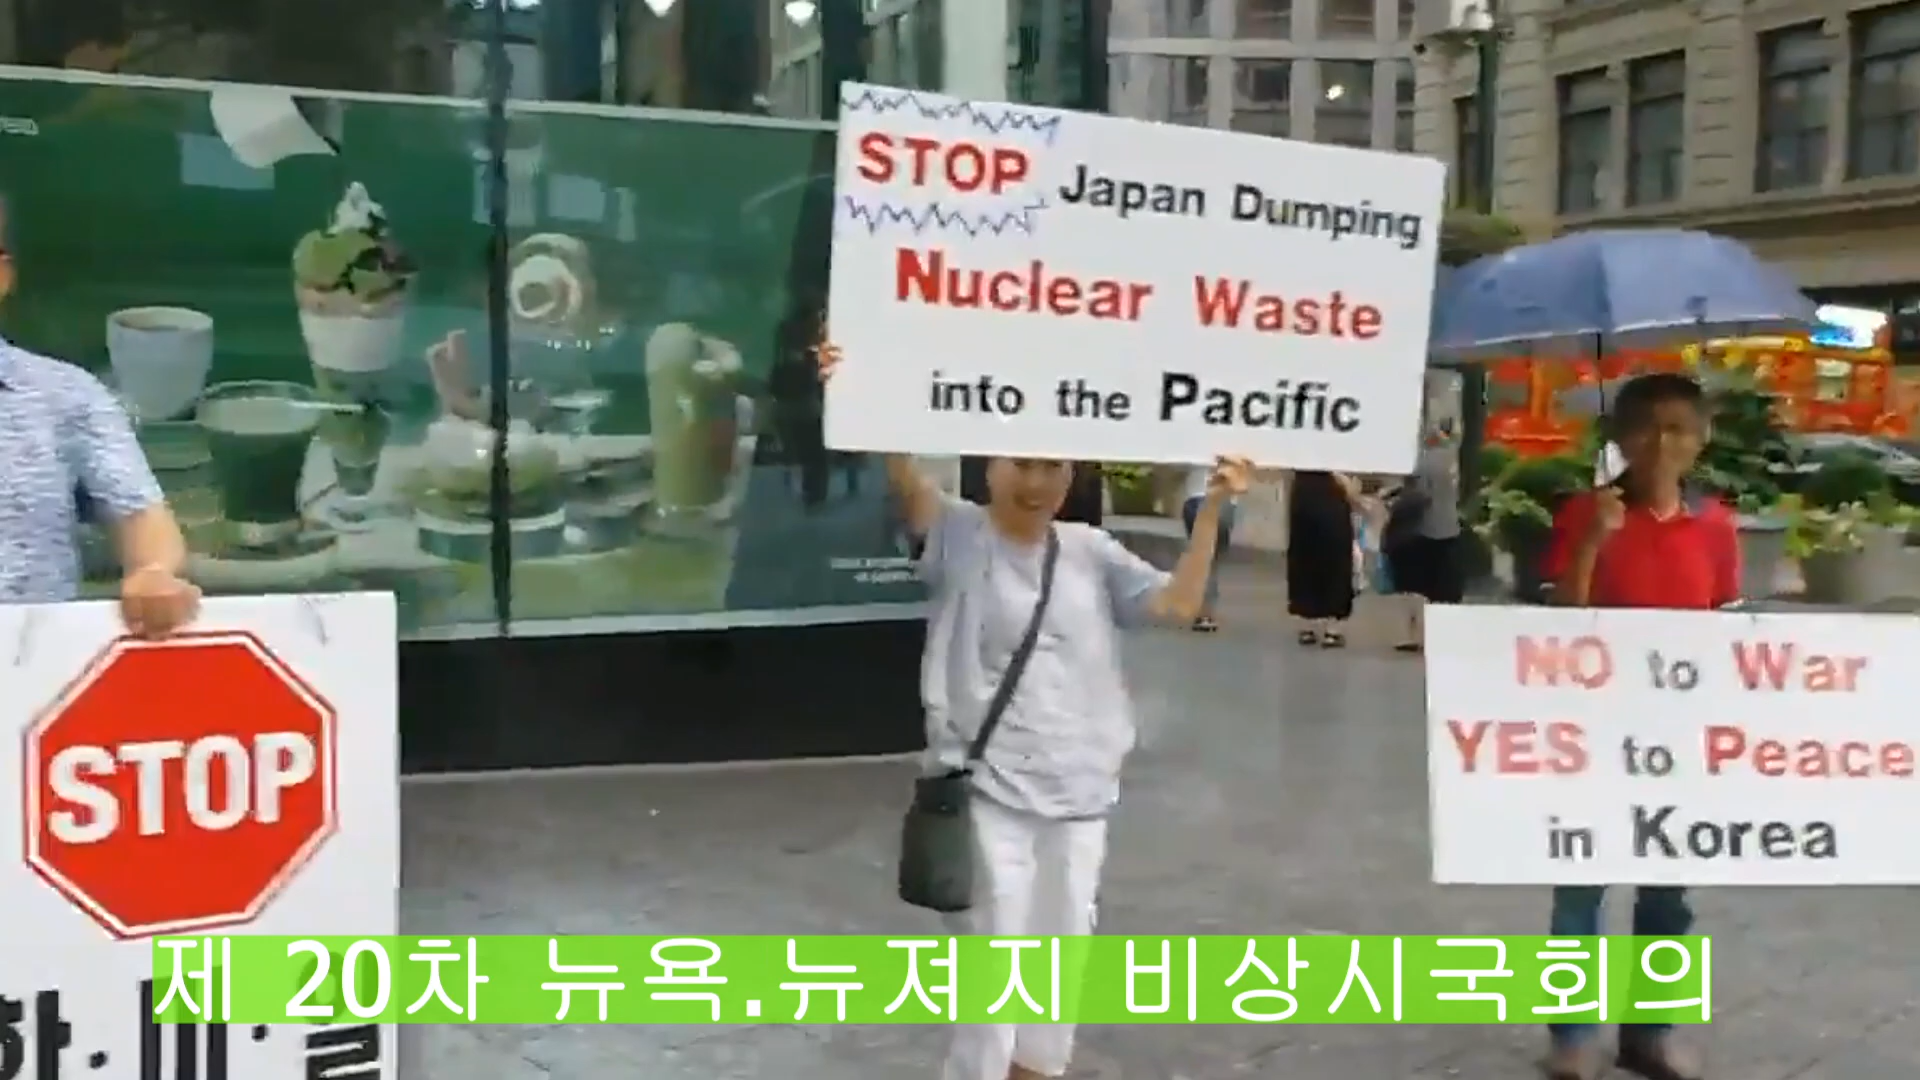 STOP Japan Dumping
Nuclear Waste
into the Pacific
STOP
NO to War
YES to Peace
in Korea
제 20차 뉴욕.뉴져지 비상시국회의